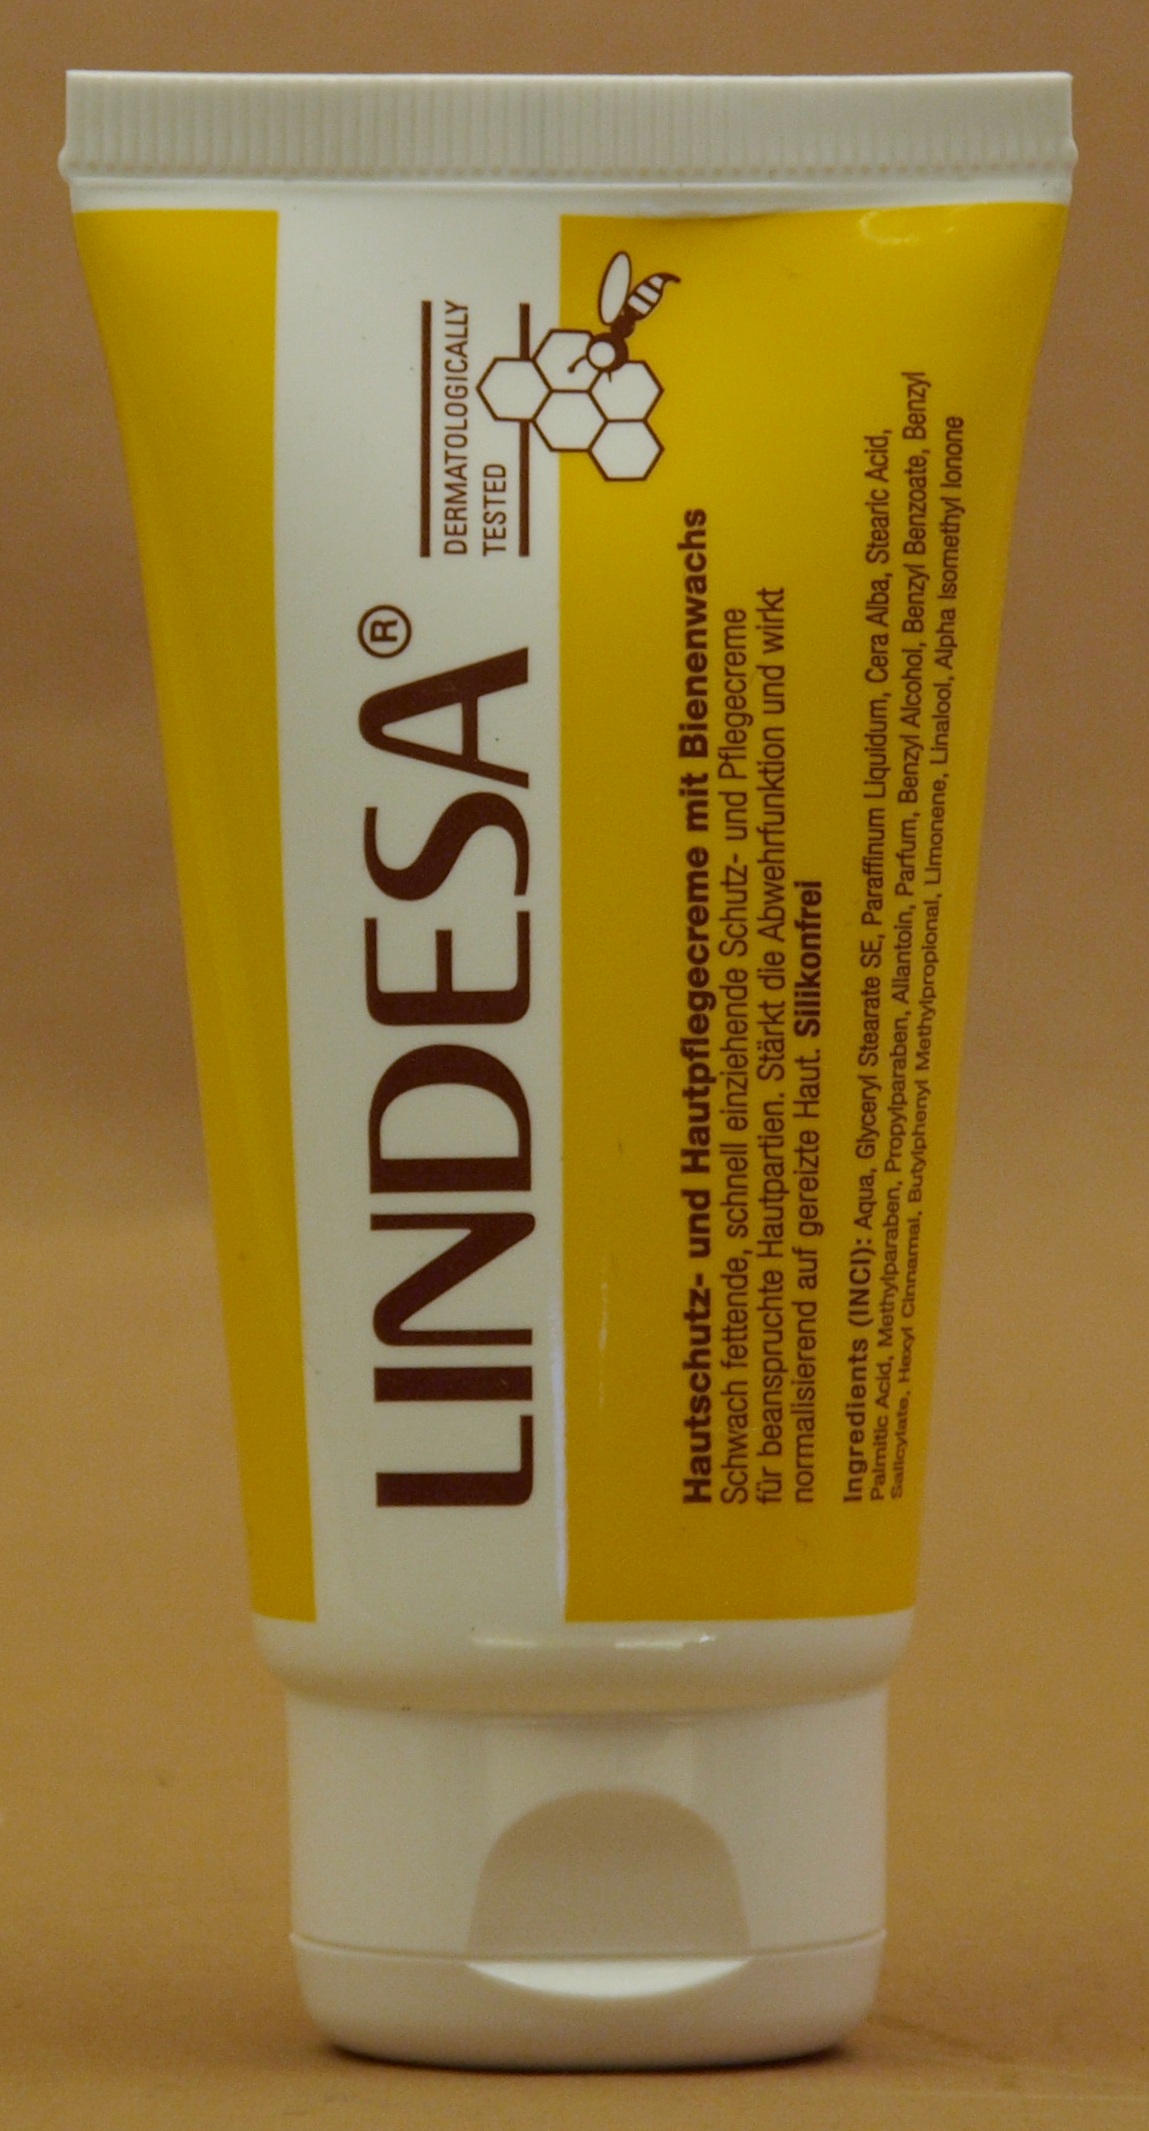 LINDESA®
DERMATOLOGICALLY
TESTED
Hautschutz- und Hautpflegecreme mit Bienenwachs
Schwach fettende, schnell einziehende Schutz- und Pflegecreme
für beanspruchte Hautpartien. Stärkt die Abwehrfunktion und wirkt
normalisierend auf gereizte Haut. Silikonfrei
Ingredients (INCI): Aqua, Glyceryl Stearate SE, Paraffinum Liquidum, Cera Alba, Stearic Acid,
Palmitic Acid, Methylparaben, Propylparaben, Allantoin, Parfum, Benzyl Alcohol, Benzyl Benzoate, Benzyl
Salicylate, Hexyl Cinnamal, Butylphenyl Methylpropional, Limonene, Linalool, Alpha Isomethyl Ionone